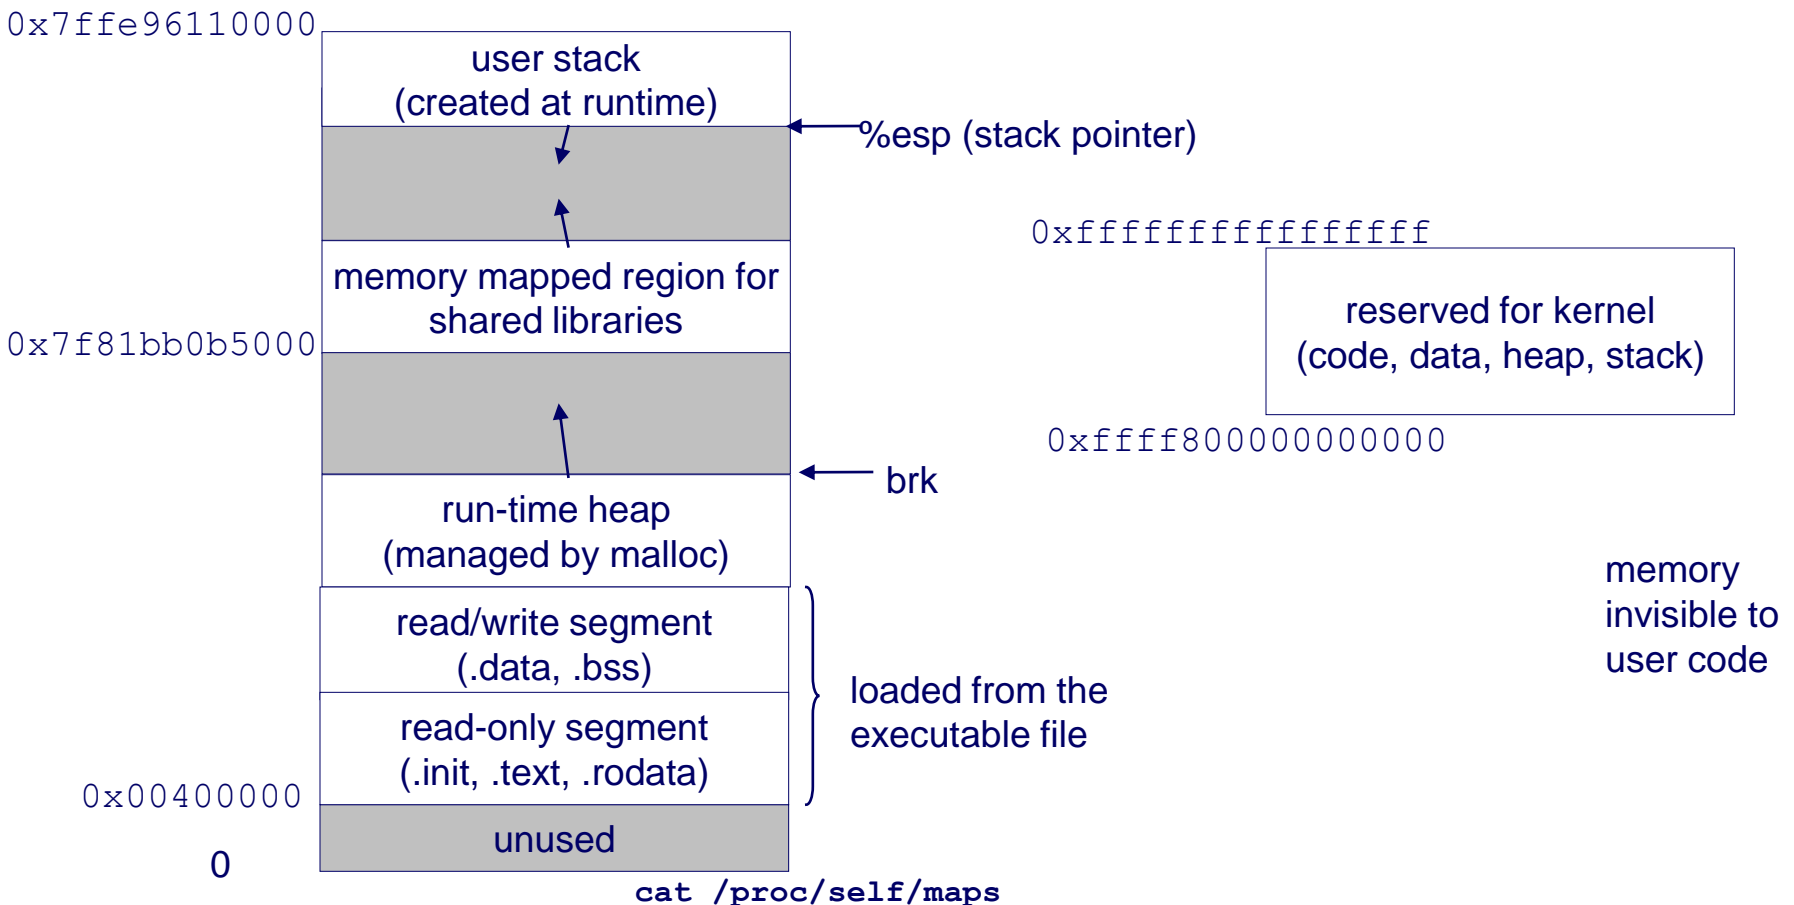 0x7ffe96110000
user stack
(created at runtime)
%esp (stack pointer)
0xffffffffffffffff
memory mapped region for
shared libraries
reserved for kernel
(code, data, heap, stack)
0x7f81bb0b5000
0xffff800000000000
brk
run-time heap
(managed by malloc)
memory
invisible to
user code
read/write segment
(.data, .bss)
loaded from the
executable file
read-only segment
(.init, .text, .rodata)
0x00400000
unused
0
cat /proc/self/maps